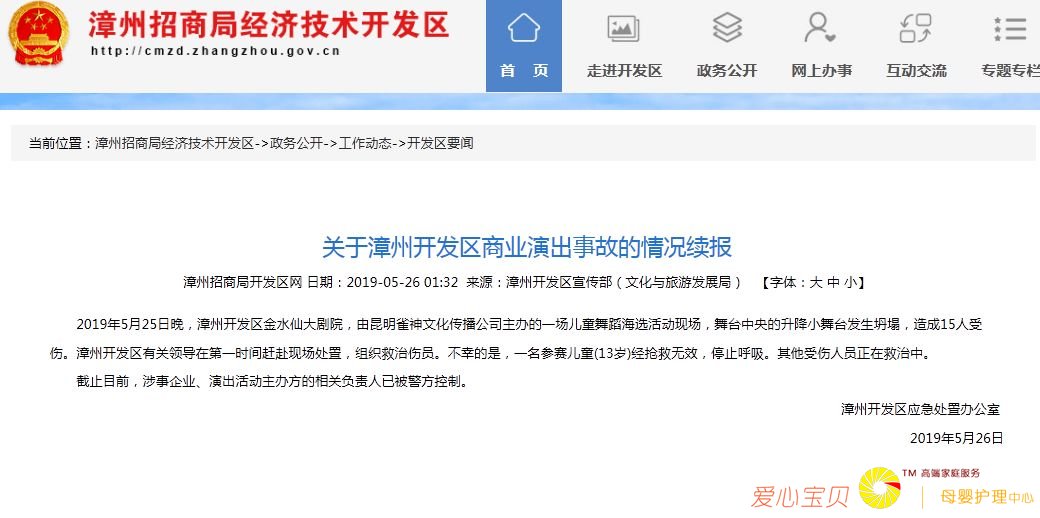 漳州招商局经济技术开发区
http://cmzd.zhangzhou.gov.cn
首 页
走进开发区
政务公开
网上办事
互动交流
专题专栏
当前位置：漳州招商局经济技术开发区->政务公开->工作动态->开发区要闻
关于漳州开发区商业演出事故的情况续报
漳州招商局开发区网 日期：2019-05-26 01:32 来源：漳州开发区宣传部（文化与旅游发展局） 【字体：大 中 小】
2019年5月25日晚，漳州开发区金水仙大剧院，由昆明雀神文化传播公司主办的一场儿童舞蹈海选活动现场，舞台中央的升降小舞台发生坍塌，造成15人受
伤。漳州开发区有关领导在第一时间赶赴现场处置，组织救治伤员。不幸的是，一名参赛儿童(13岁)经抢救无效，停止呼吸。其他受伤人员正在救治中。
截止目前，涉事企业、演出活动主办方的相关负责人已被警方控制。
漳州开发区应急处置办公室
2019年5月26日
爱心宝贝
TM 高端家庭服务
母婴护理中心